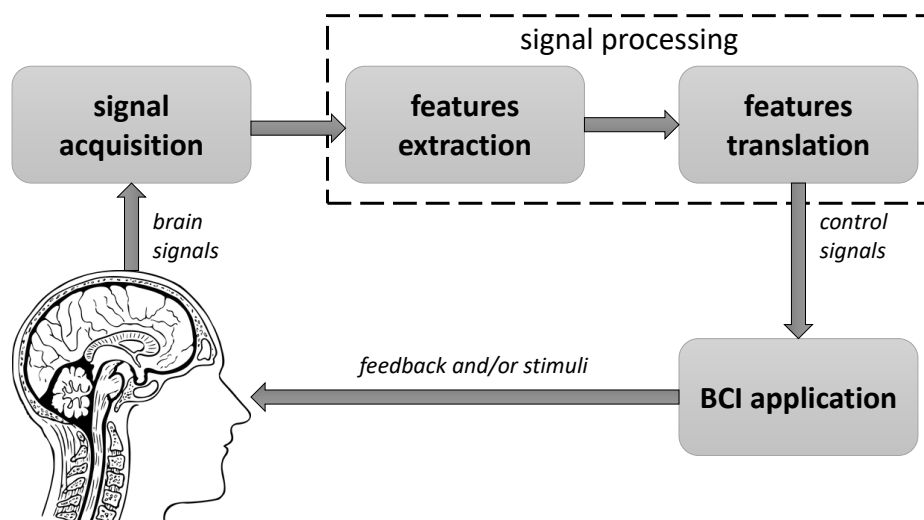 signal processing
signal
acquisition
features
extraction
features
translation
brain
signals
control
signals
feedback and/or stimuli
BCI application